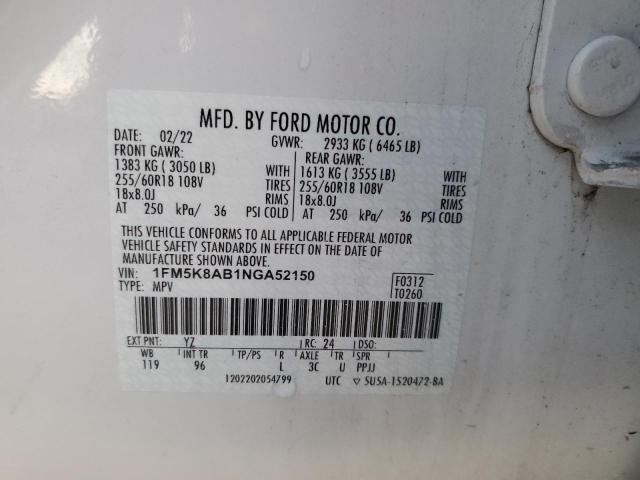 MFD. BY FORD MOTOR CO.
DATE: 02/22 GVWR: 2933 KG ( 6465 LB)
FRONT GAWR: REAR GAWR:
1383 KG ( 3050 LB) WITH 1613 KG ( 3555 LB) WITH
255/60R18 108V TIRES 255/60R18 108V TIRES
18x8.0J RIMS 18x8.0J RIMS
AT 250 kPa/ 36 PSI COLD AT 250 kPa/ 36 PSI COLD
THIS VEHICLE CONFORMS TO ALL APPLICABLE FEDERAL MOTOR
VEHICLE SAFETY STANDARD IN EFFECT ON THE DATE OF
MANUFACTURE SHOWN ABOVE.
VIN: 1FM5K8AB1NGA52150 F0312
TYPE: MPV T0260
EXT PNT: YZ RC: 24 DSO:
WB INT TR TP/PS R AXLE TR SPR
119 96 L 3C U PPJJ
1202202054799 UTC ▽ 5U5A-1520472-BA